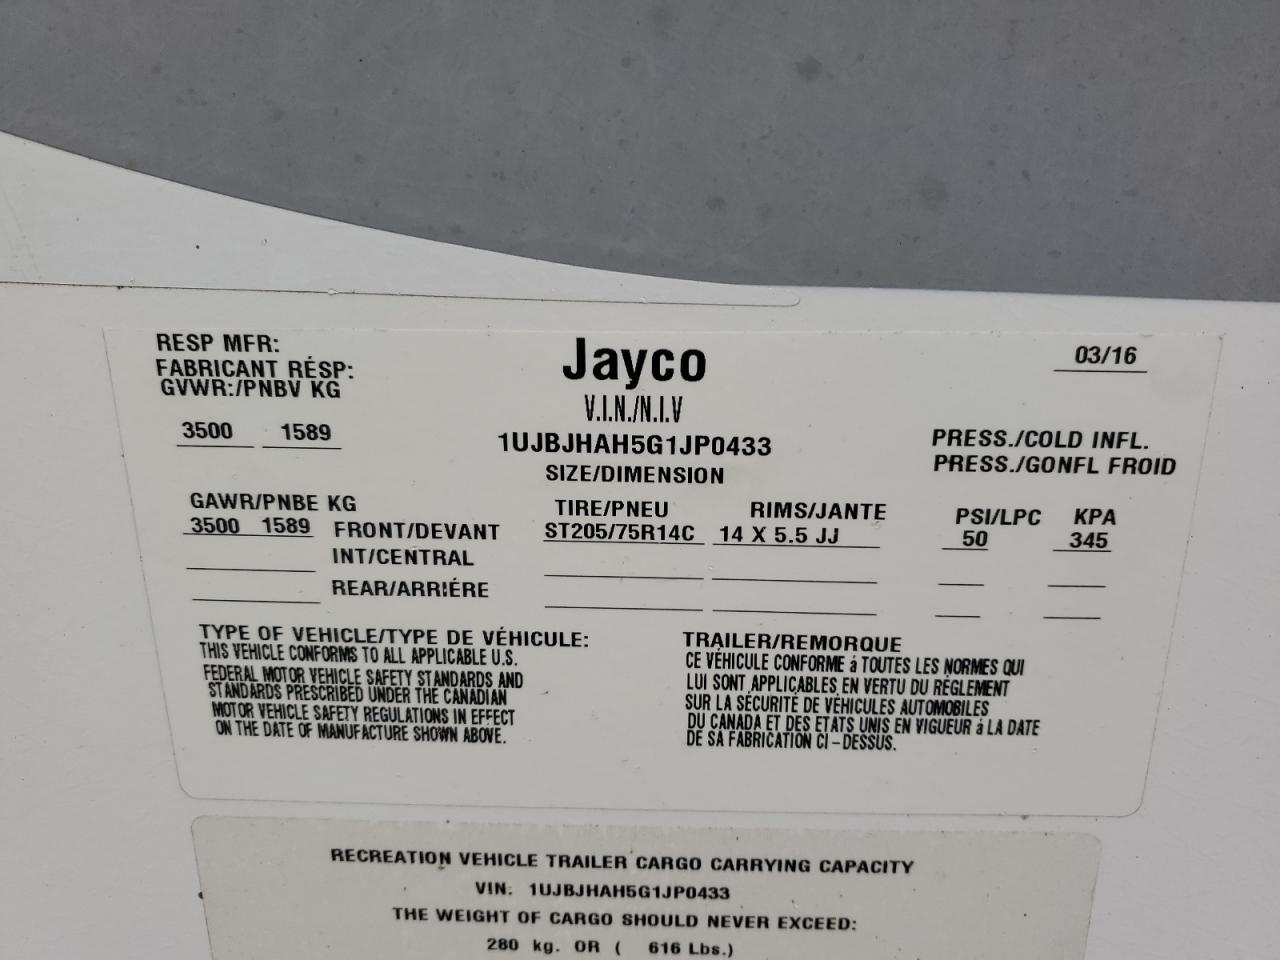 RESP MFR: Jayco 03/16
FABRICANT RÉSP:
GVWR:/PNBV KG
V.I.N./N.I.V
3500 1589 1UJBJHAH5G1JP0433 PRESS./COLD INFL.
SIZE/DIMENSION PRESS./GONFL FROID
GAWR/PNBE KG TIRE/PNEU RIMS/JANTE PSI/LPC KPA
3500 1589 FRONT/DEVANT ST205/75R14C 14 X 5.5 JJ 50 345
INT/CENTRAL
REAR/ARRIÉRE
TYPE OF VEHICLE/TYPE DE VÉHICULE: TRAILER/REMORQUE
THIS VEHICLE CONFORMS TO ALL APPLICABLE U.S.
FEDERAL MOTOR VEHICLE SAFETY STANDARDS AND
STANDARDS PRESCRIBED UNDER THE CANADIAN
MOTOR VEHICLE SAFETY REGULATIONS IN EFFECT
ON THE DATE OF MANUFACTURE SHOWN ABOVE.
CE VÉHICULE CONFORME á TOUTES LES NORMES QUI
LUI SONT APPLICABLES EN VERTU DU RÈGLEMENT
SUR LA SÉCURITÉ DE VÉHICULES AUTOMOBILES
DU CANADA ET DES ETATS UNIS EN VIGUEUR á LA DATE
DE SA FABRICATION CI-DESSUS.
RECREATION VEHICLE TRAILER CARGO CARRYING CAPACITY
VIN: 1UJBJHAH5G1JP0433
THE WEIGHT OF CARGO SHOULD NEVER EXCEED:
280 kg. OR ( 616 Lbs.)